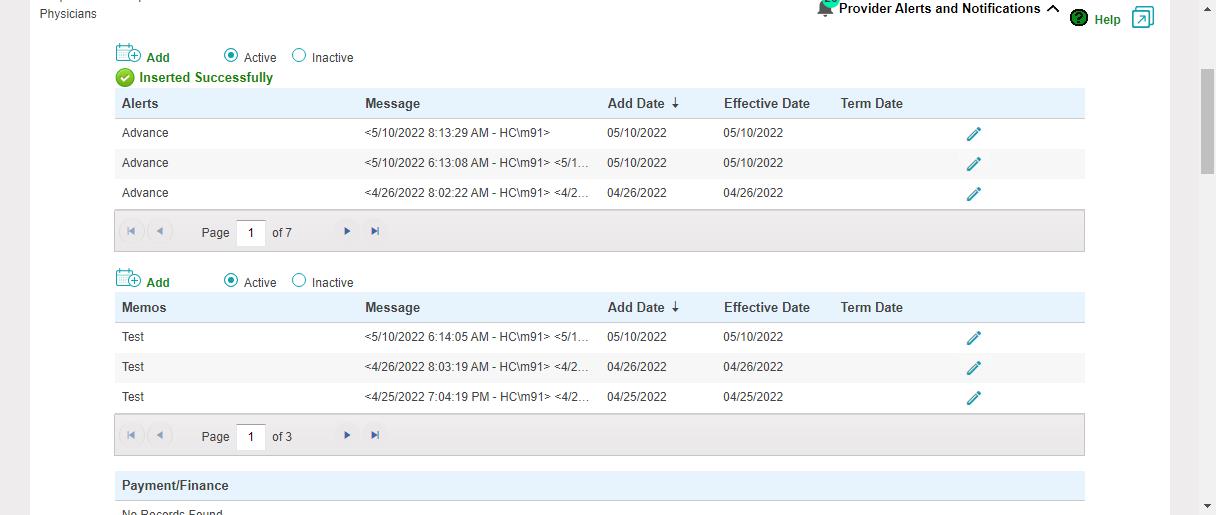 Physicians
Provider Alerts and Notifications
Help
Add Active Inactive
Inserted Successfully
Alerts Message Add Date ↓ Effective Date Term Date
Advance <5/10/2022 8:13:29 AM - HC\m91> 05/10/2022 05/10/2022
Advance <5/10/2022 6:13:08 AM - HC\m91> <5/1... 05/10/2022 05/10/2022
Advance <4/26/2022 8:02:22 AM - HC\m91> <4/2... 04/26/2022 04/26/2022
Page 1 of 7
Add Active Inactive
Memos Message Add Date ↓ Effective Date Term Date
Test <5/10/2022 6:14:05 AM - HC\m91> <5/1... 05/10/2022 05/10/2022
Test <4/26/2022 8:03:19 AM - HC\m91> <4/2... 04/26/2022 04/26/2022
Test <4/25/2022 7:04:19 PM - HC\m91> <4/2... 04/25/2022 04/25/2022
Page 1 of 3
Payment/Finance
No Records Found